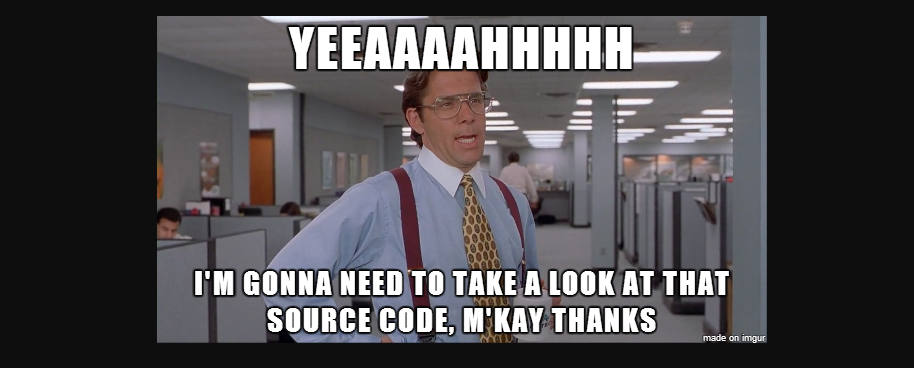 YEEAAAAHHHHH
I'M GONNA NEED TO TAKE A LOOK AT THAT
SOURCE CODE, M'KAY THANKS
made on imgur